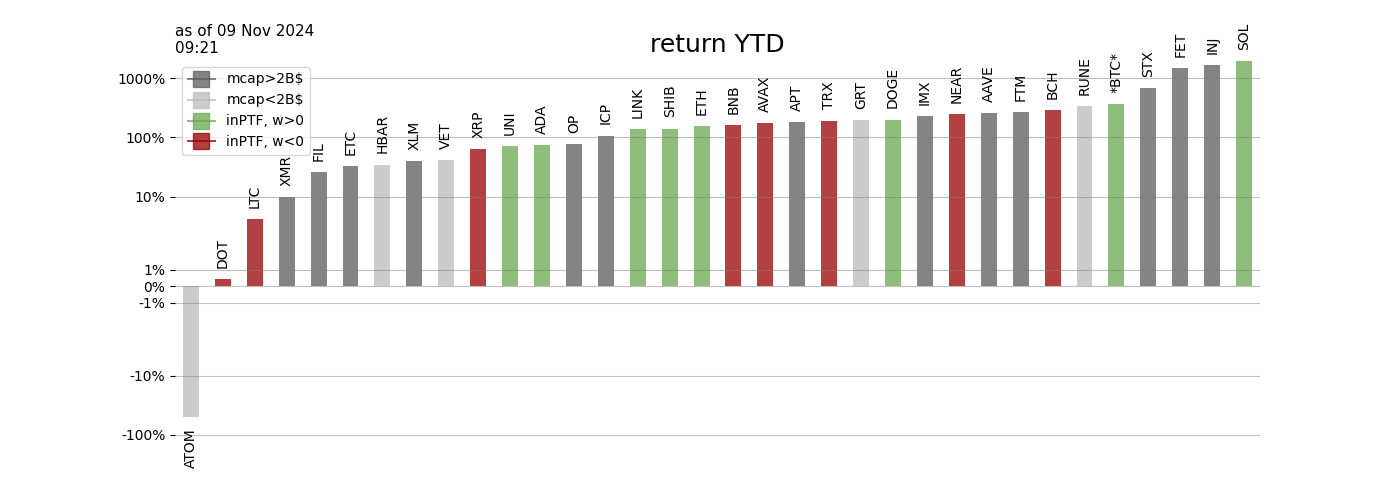 as of 09 Nov 2024
09:21
return YTD
mcap>2B$
mcap<2B$
inPTF, w>0
inPTF, w<0
1000%
100%
10%
1%
0%
-1%
-10%
-100%
ATOM
DOT
LTC
XMR
FIL
ETC
HBAR
XLM
VET
XRP
UNI
ADA
OP
ICP
LINK
SHIB
ETH
BNB
AVAX
APT
TRX
GRT
DOGE
IMX
NEAR
AAVE
FTM
BCH
RUNE
*BTC*
STX
FET
INJ
SOL